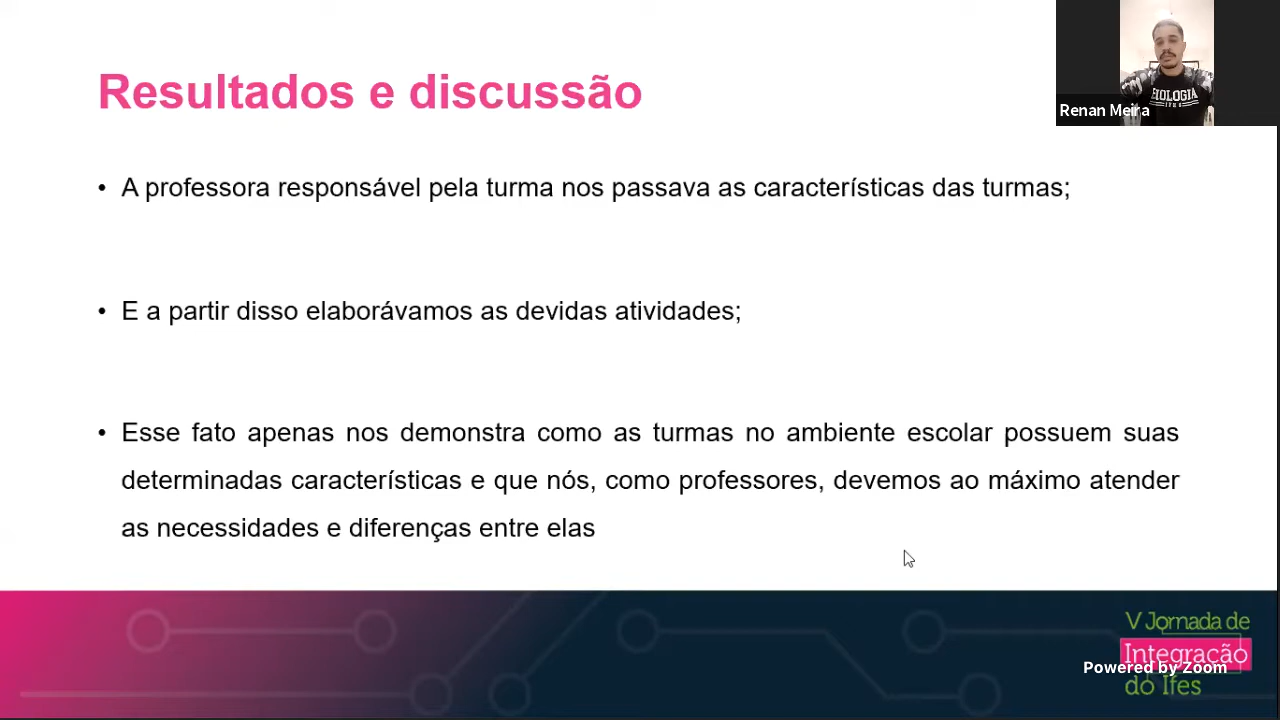 Resultados e discussão
BIOLOGIA
Renan Meira
• A professora responsável pela turma nos passava as características das turmas;
• E a partir disso elaborávamos as devidas atividades;
• Esse fato apenas nos demonstra como as turmas no ambiente escolar possuem suas
determinadas características e que nós, como professores, devemos ao máximo atender
as necessidades e diferenças entre elas
V Jornada de
Integração
Powered by Zoom
do Ifes